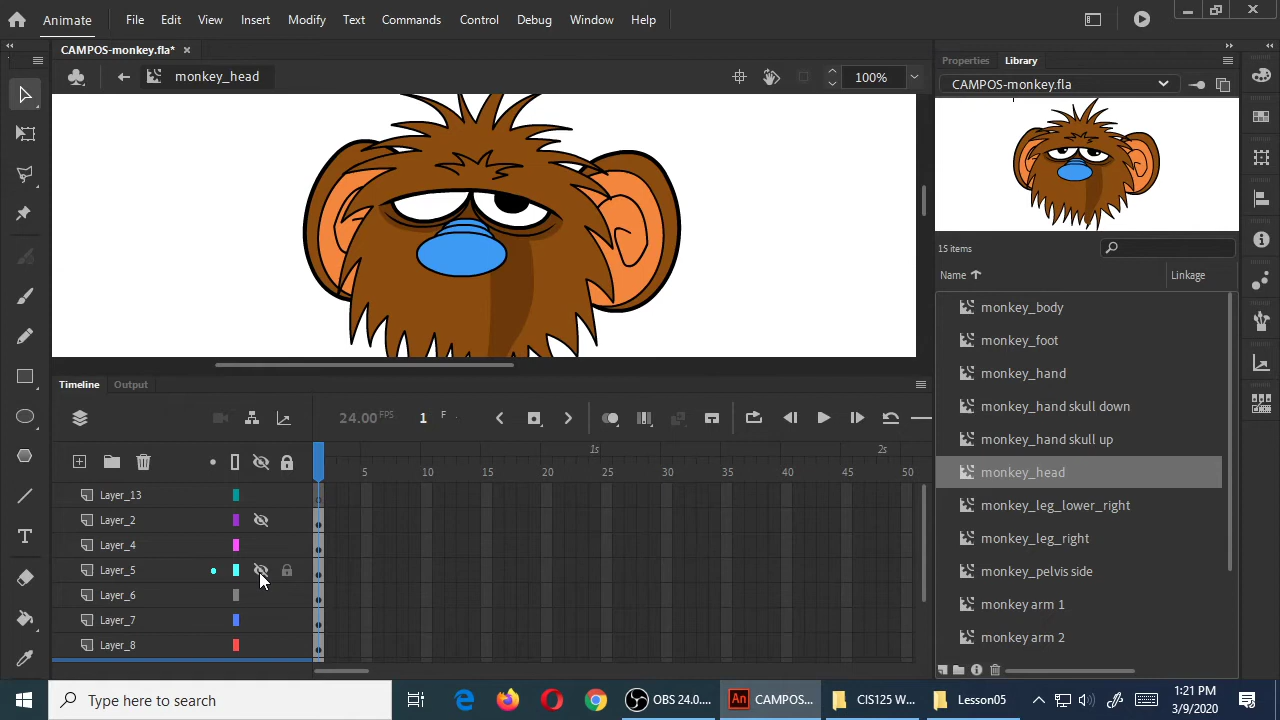 Animate File Edit View Insert Modify Text Commands Control Debug Window Help
CAMPOS-monkey.fla* ×
monkey_head 100%
Properties Library
CAMPOS-monkey.fla
15 items
Name Linkage
monkey_body
monkey_foot
monkey_hand
monkey_hand skull down
monkey_hand skull up
monkey_head
monkey_leg_lower_right
monkey_leg_right
monkey_pelvis side
monkey arm 1
monkey arm 2
Timeline Output
24.00 FPS 1 F
1s 2s
5 10 15 20 25 30 35 40 45 50
Layer_13
Layer_2
Layer_4
Layer_5
Layer_6
Layer_7
Layer_8
Type here to search
OBS 24.0.... CAMPOS... CIS125 W... Lesson05
1:21 PM
3/9/2020